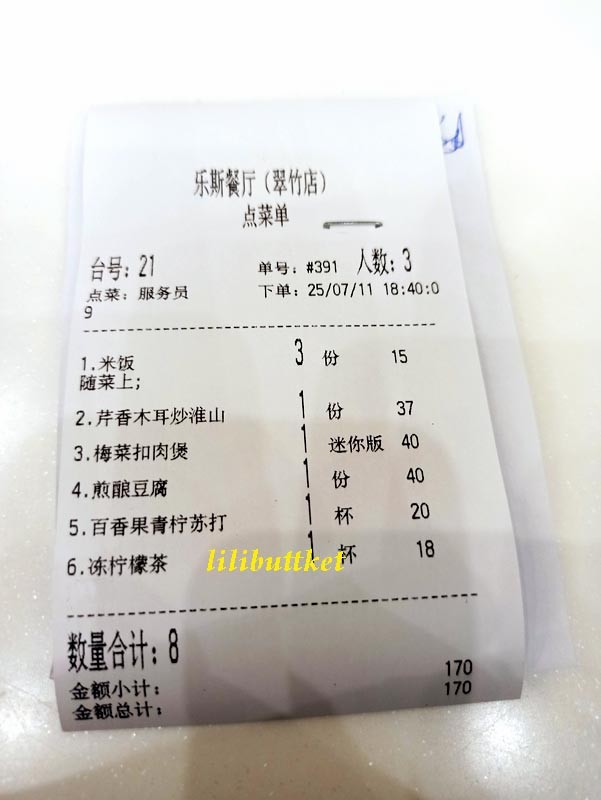 乐斯餐厅(翠竹店)
点菜单
台号：21 单号：#391 人数：3
点菜：服务员 下单：25/07/11 18:40:0
9
1.米饭 3 份 15
随菜上;
2.芹香木耳炒淮山 1 份 37
3.梅菜扣肉煲 1 迷你版 40
4.煎酿豆腐 1 份 40
5.百香果青柠苏打 1 杯 20
6.冻柠檬茶 1 杯 18
lilibuttket
数量合计：8
金额小计： 170
金额总计： 170